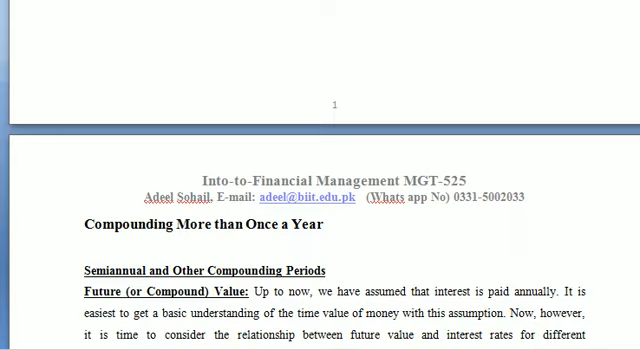 1
Into-to-Financial Management MGT-525
Adeel Sohail, E-mail: adeel@biit.edu.pk (Whats app No) 0331-5002033
Compounding More than Once a Year
Semiannual and Other Compounding Periods
Future (or Compound) Value: Up to now, we have assumed that interest is paid annually. It is
easiest to get a basic understanding of the time value of money with this assumption. Now, however,
it is time to consider the relationship between future value and interest rates for different